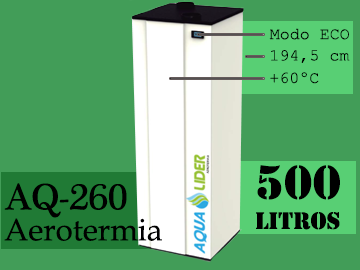 Modo ECO
194,5 cm
+60°C
AQUA LIDER
500
LITROS
AQ-260
Aerotermia